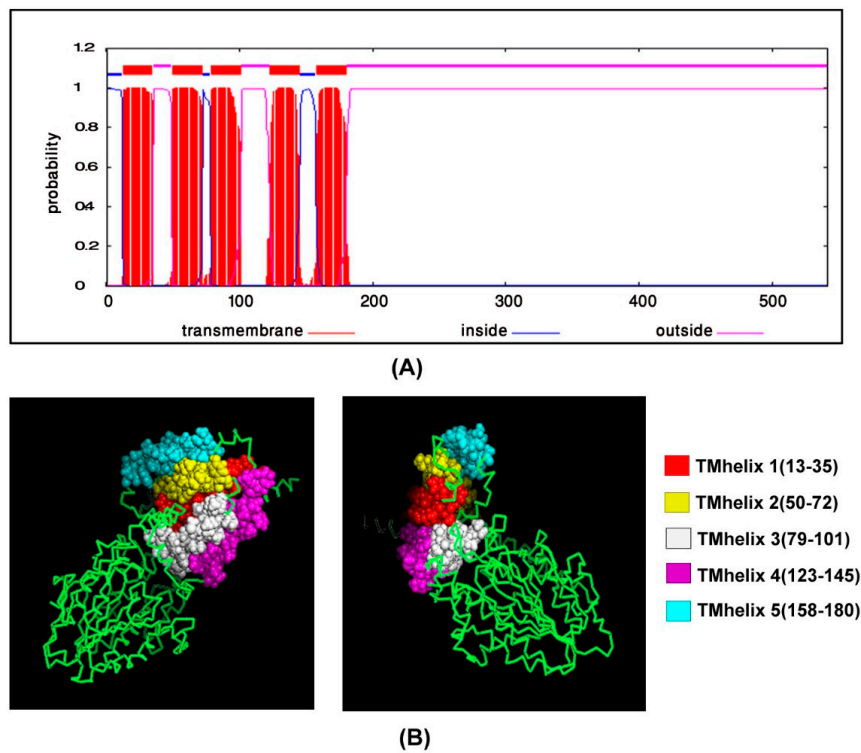 1.2
1
0.8
0.6
0.4
0.2
0
probability
0 100 200 300 400 500
transmembrane inside outside
(A)
TMhelix 1(13-35)
TMhelix 2(50-72)
TMhelix 3(79-101)
TMhelix 4(123-145)
TMhelix 5(158-180)
(B)